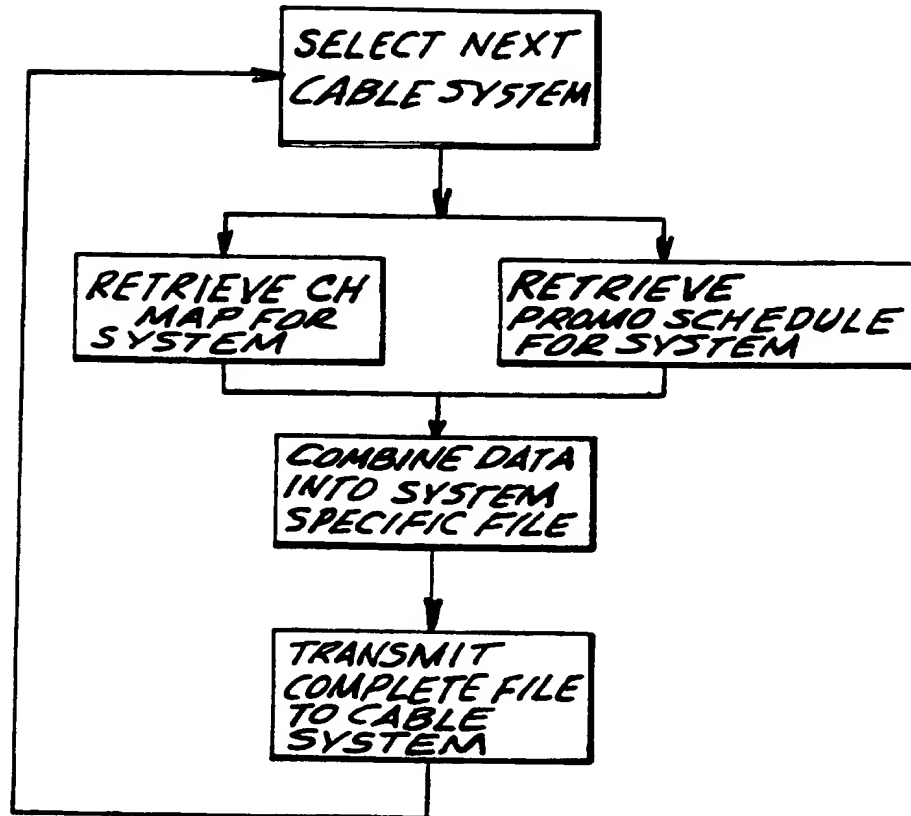 SELECT NEXT
CABLE SYSTEM
RETRIEVE CH
MAP FOR
SYSTEM
RETRIEVE
PROMO SCHEDULE
FOR SYSTEM
COMBINE DATA
INTO SYSTEM
SPECIFIC FILE
TRANSMIT
COMPLETE FILE
TO CABLE
SYSTEM